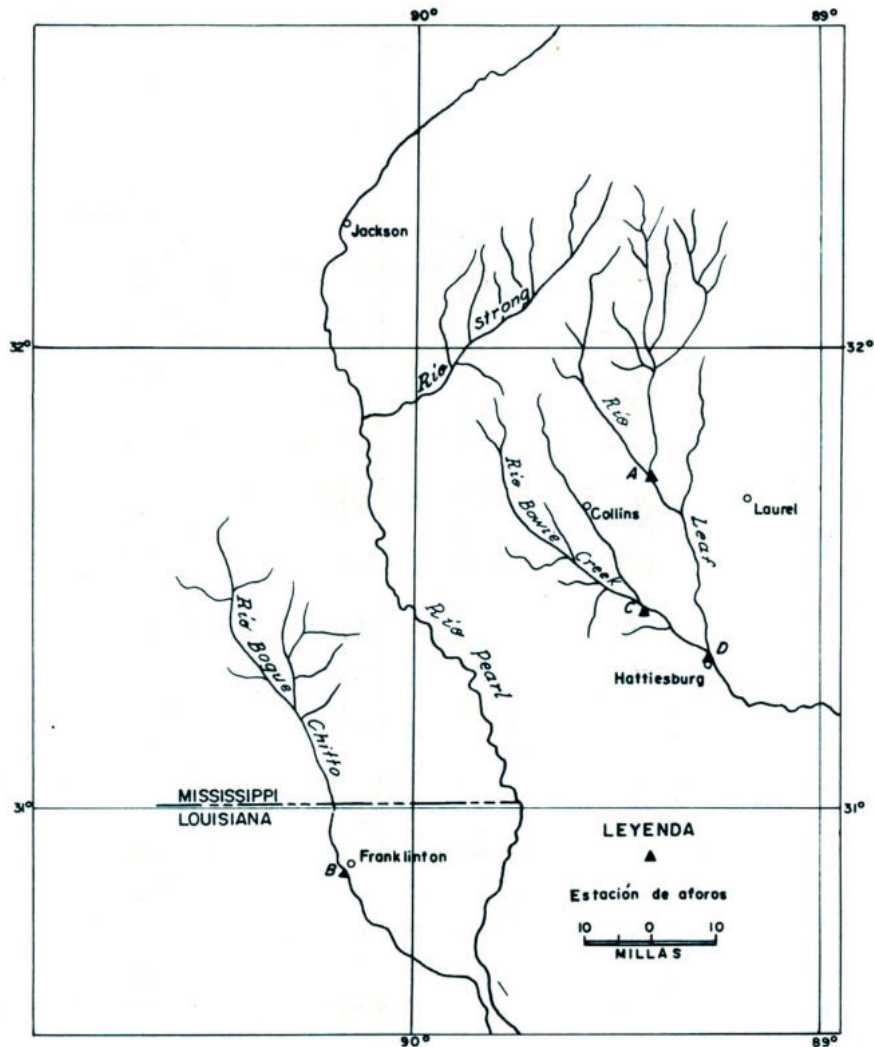 90°
89°
Jackson
Río strong
32°
32°
Río Leaf
A
Laurel
Collins
Río Bowie Creek
C
D
Hattiesburg
Río Pearl
Río Bogue Chitto
MISSISSIPPI
31°
31°
LOUISIANA
LEYENDA
Franklinton
B
Estación de aforos
10 0 10
MILLAS
90°
89°